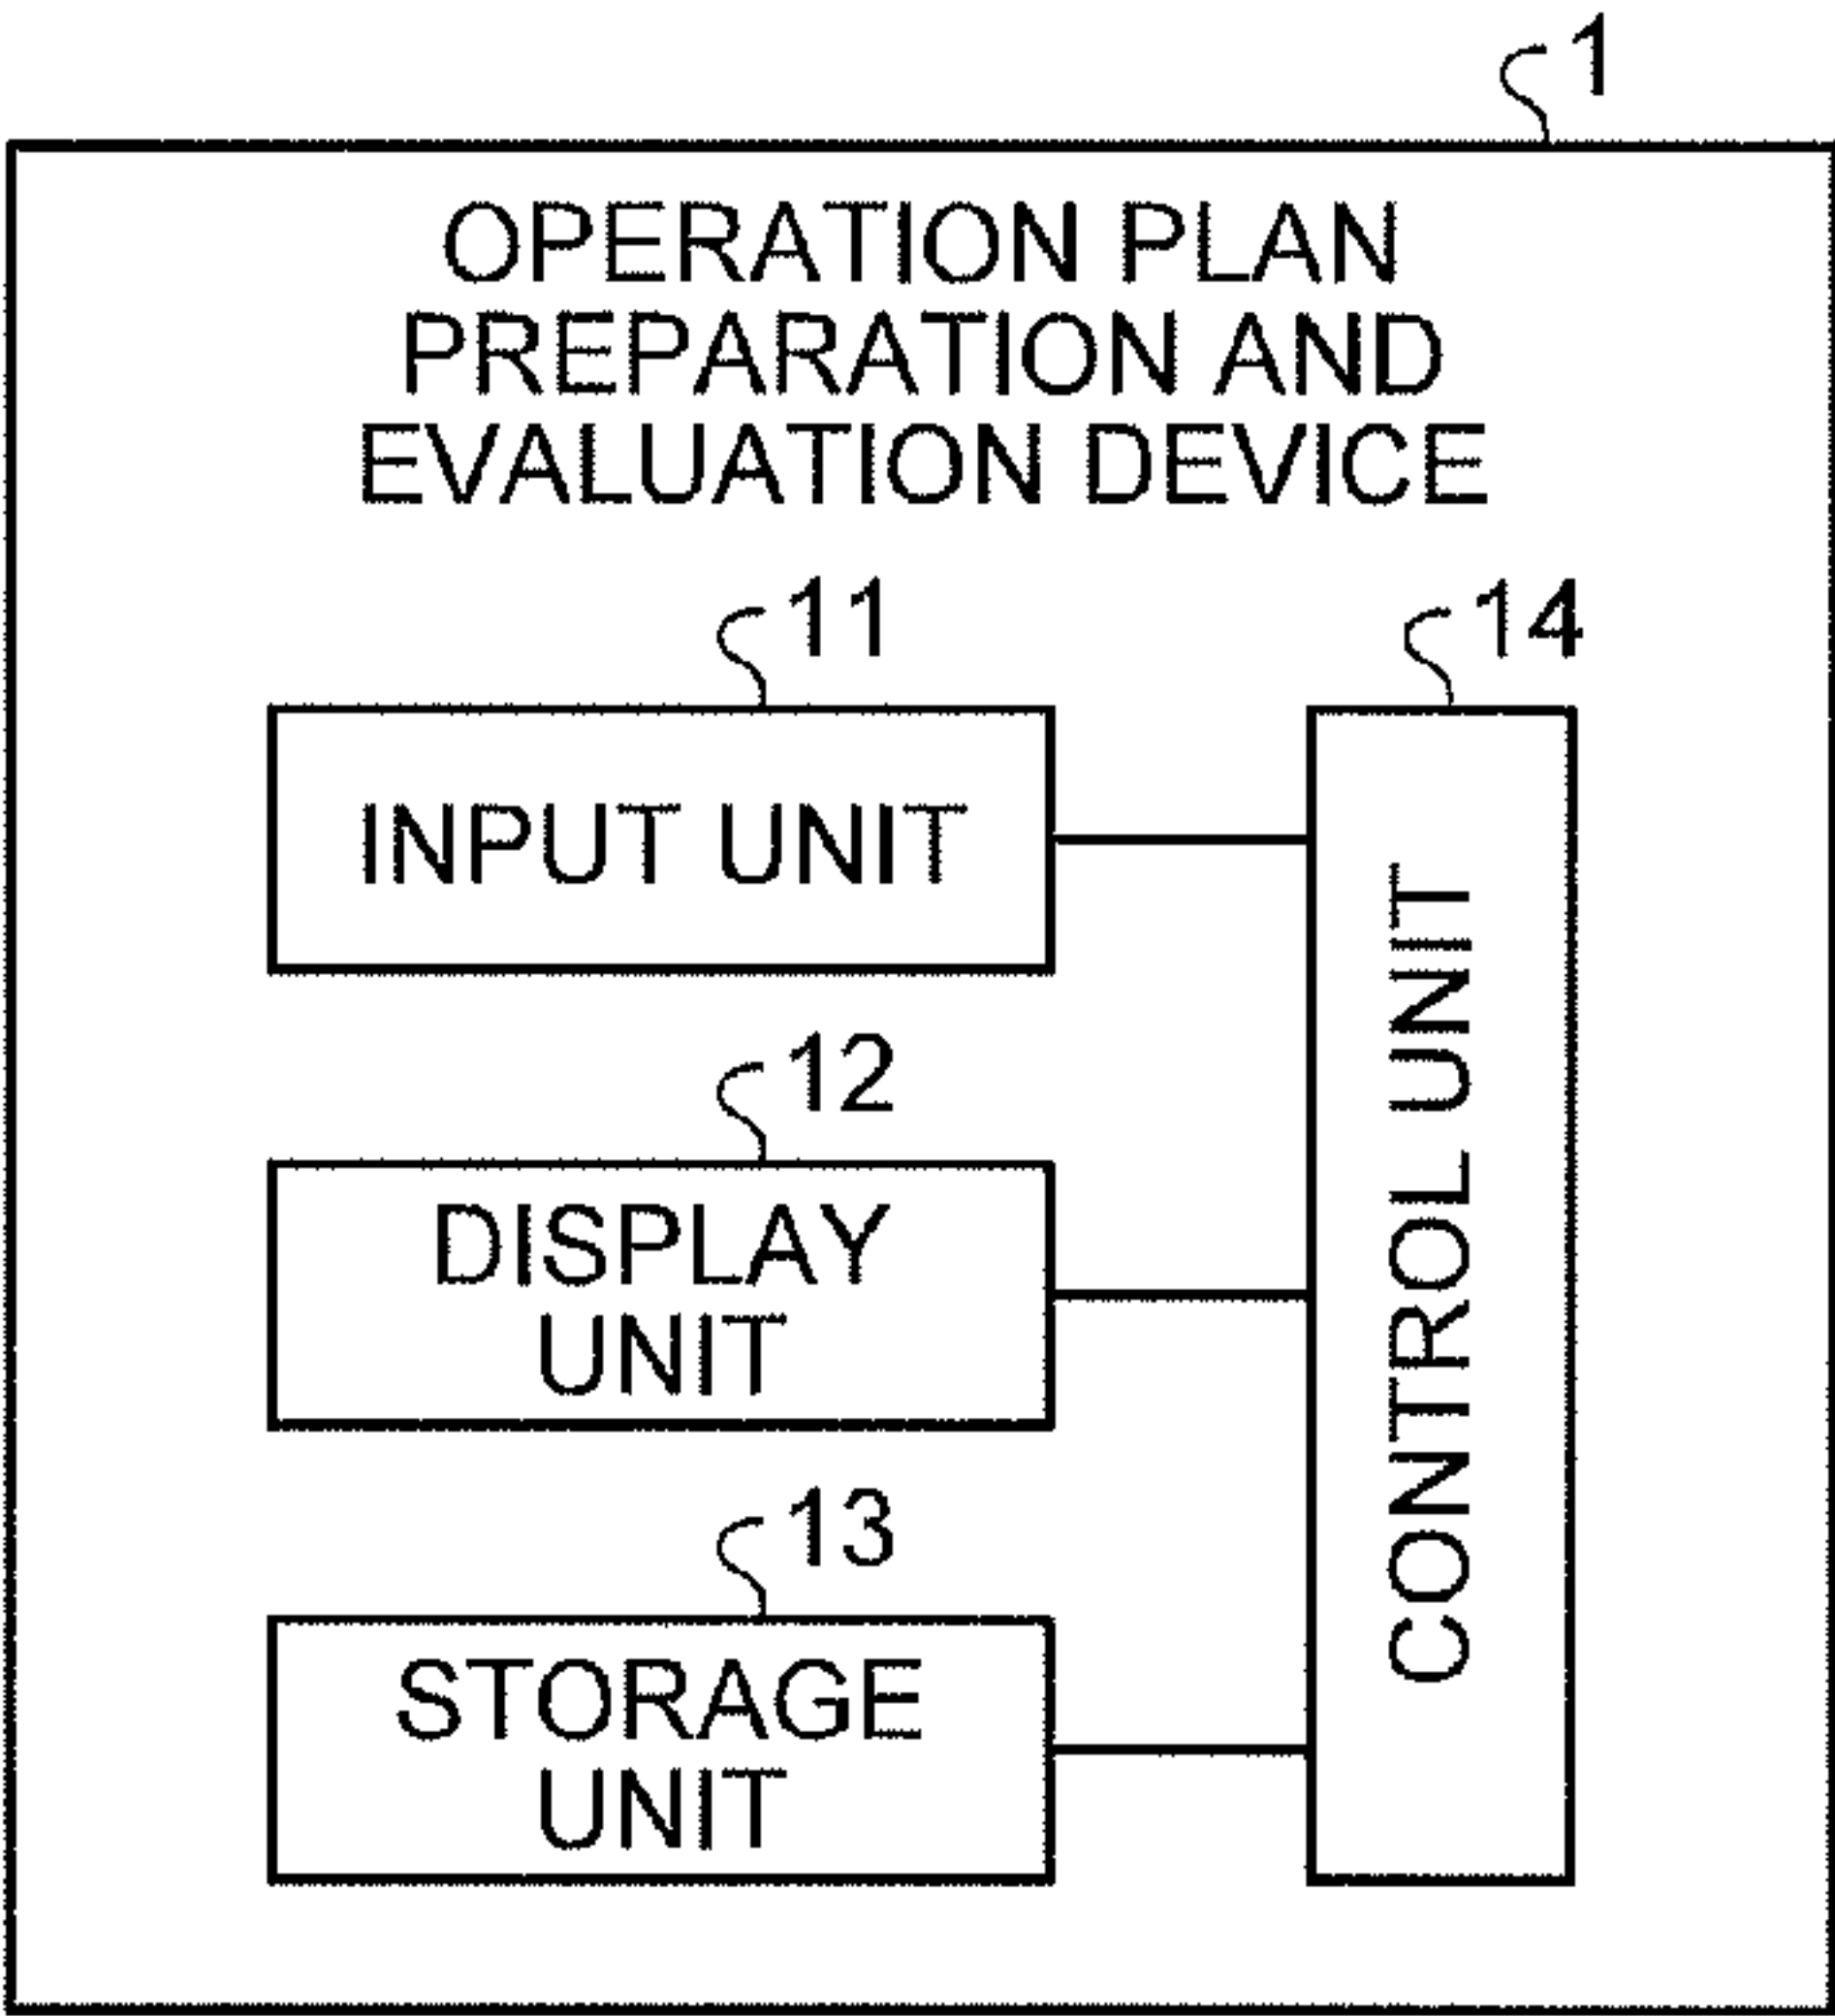 1
OPERATION PLAN
PREPARATION AND
EVALUATION DEVICE
11
INPUT UNIT
12
DISPLAY
UNIT
13
STORAGE
UNIT
14
CONTROL UNIT